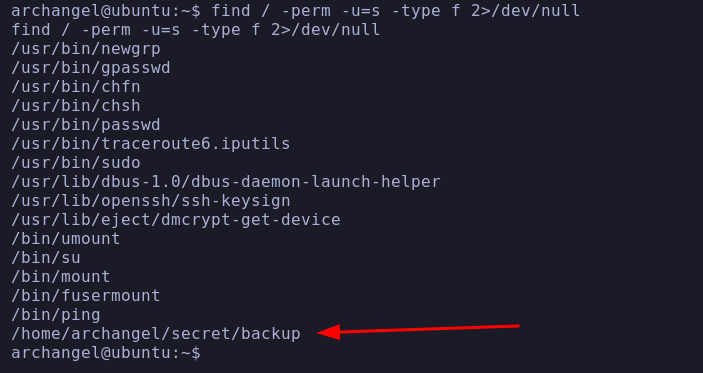 archangel@ubuntu:~$ find / -perm -u=s -type f 2>/dev/null
find / -perm -u=s -type f 2>/dev/null
/usr/bin/newgrp
/usr/bin/gpasswd
/usr/bin/chfn
/usr/bin/chsh
/usr/bin/passwd
/usr/bin/traceroute6.iputils
/usr/bin/sudo
/usr/lib/dbus-1.0/dbus-daemon-launch-helper
/usr/lib/openssh/ssh-keysign
/usr/lib/eject/dmcrypt-get-device
/bin/umount
/bin/su
/bin/mount
/bin/fusermount
/bin/ping
/home/archangel/secret/backup
archangel@ubuntu:~$